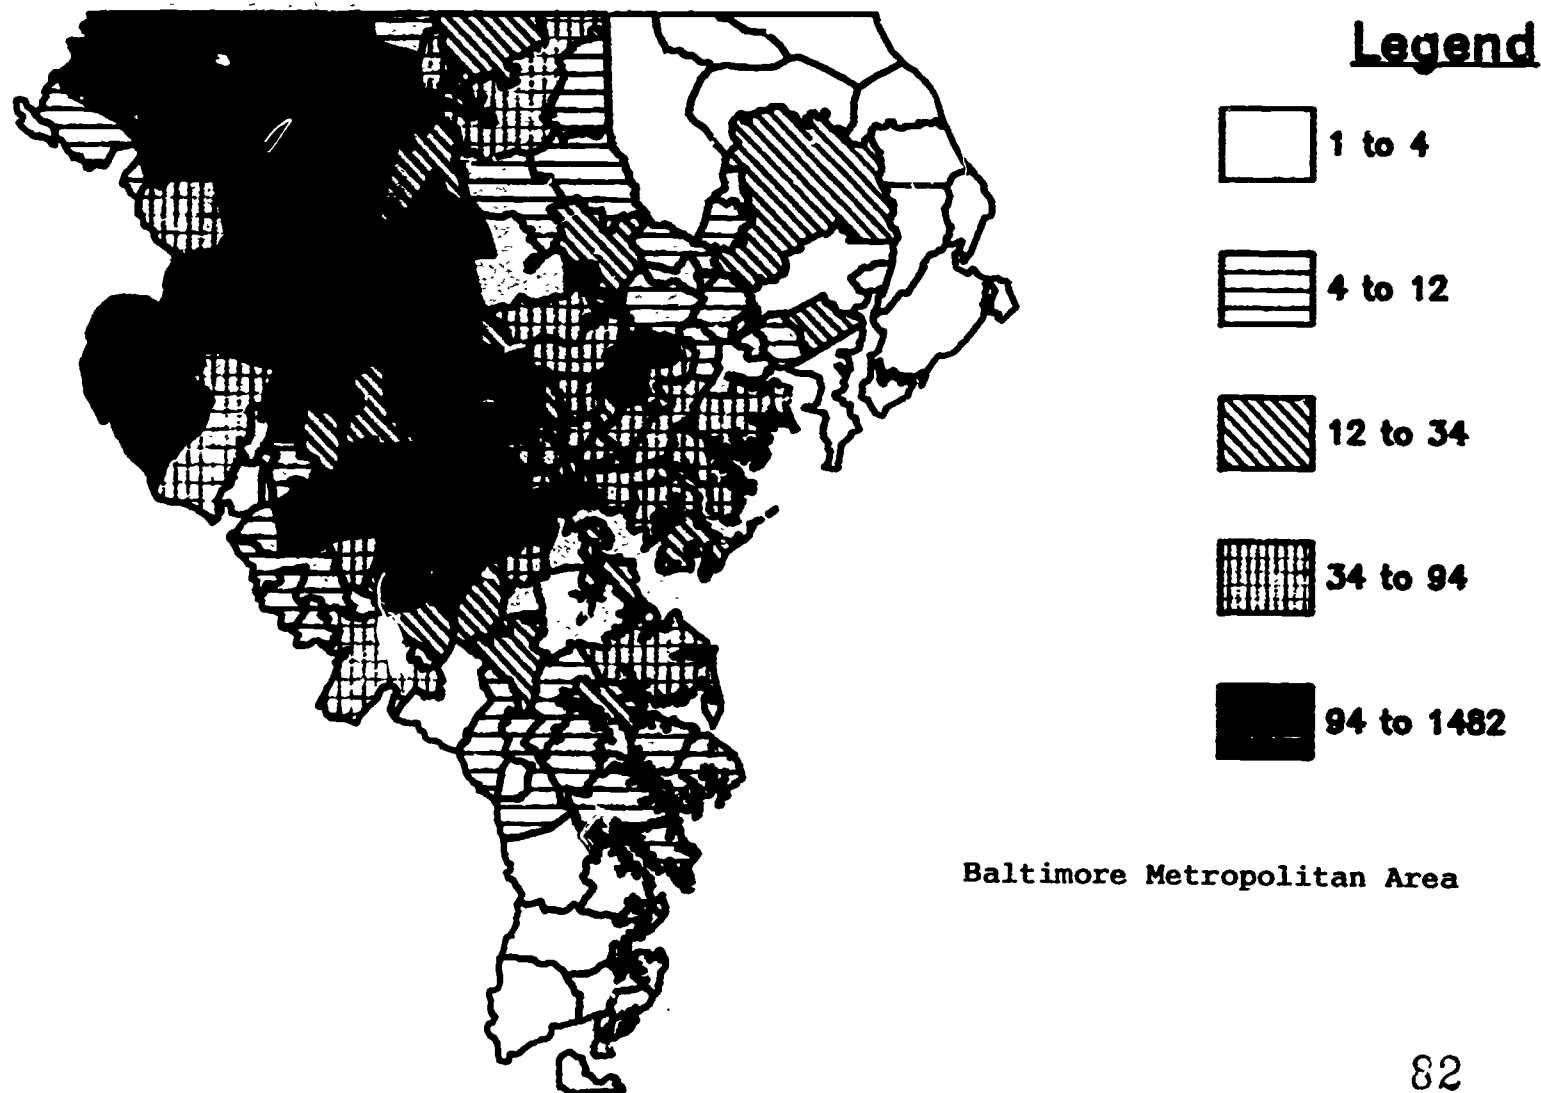 Legend
1 to 4
4 to 12
12 to 34
34 to 94
94 to 1482
Baltimore Metropolitan Area
82